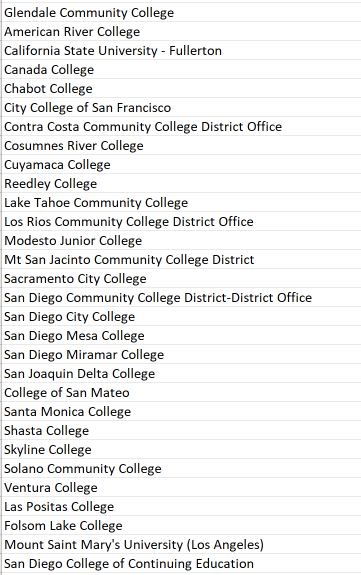 Glendale Community College
American River College
California State University - Fullerton
Canada College
Chabot College
City College of San Francisco
Contra Costa Community College District Office
Cosumnes River College
Cuyamaca College
Reedley College
Lake Tahoe Community College
Los Rios Community College District Office
Modesto Junior College
Mt San Jacinto Community College District
Sacramento City College
San Diego Community College District-District Office
San Diego City College
San Diego Mesa College
San Diego Miramar College
San Joaquin Delta College
College of San Mateo
Santa Monica College
Shasta College
Skyline College
Solano Community College
Ventura College
Las Positas College
Folsom Lake College
Mount Saint Mary's University (Los Angeles)
San Diego College of Continuing Education